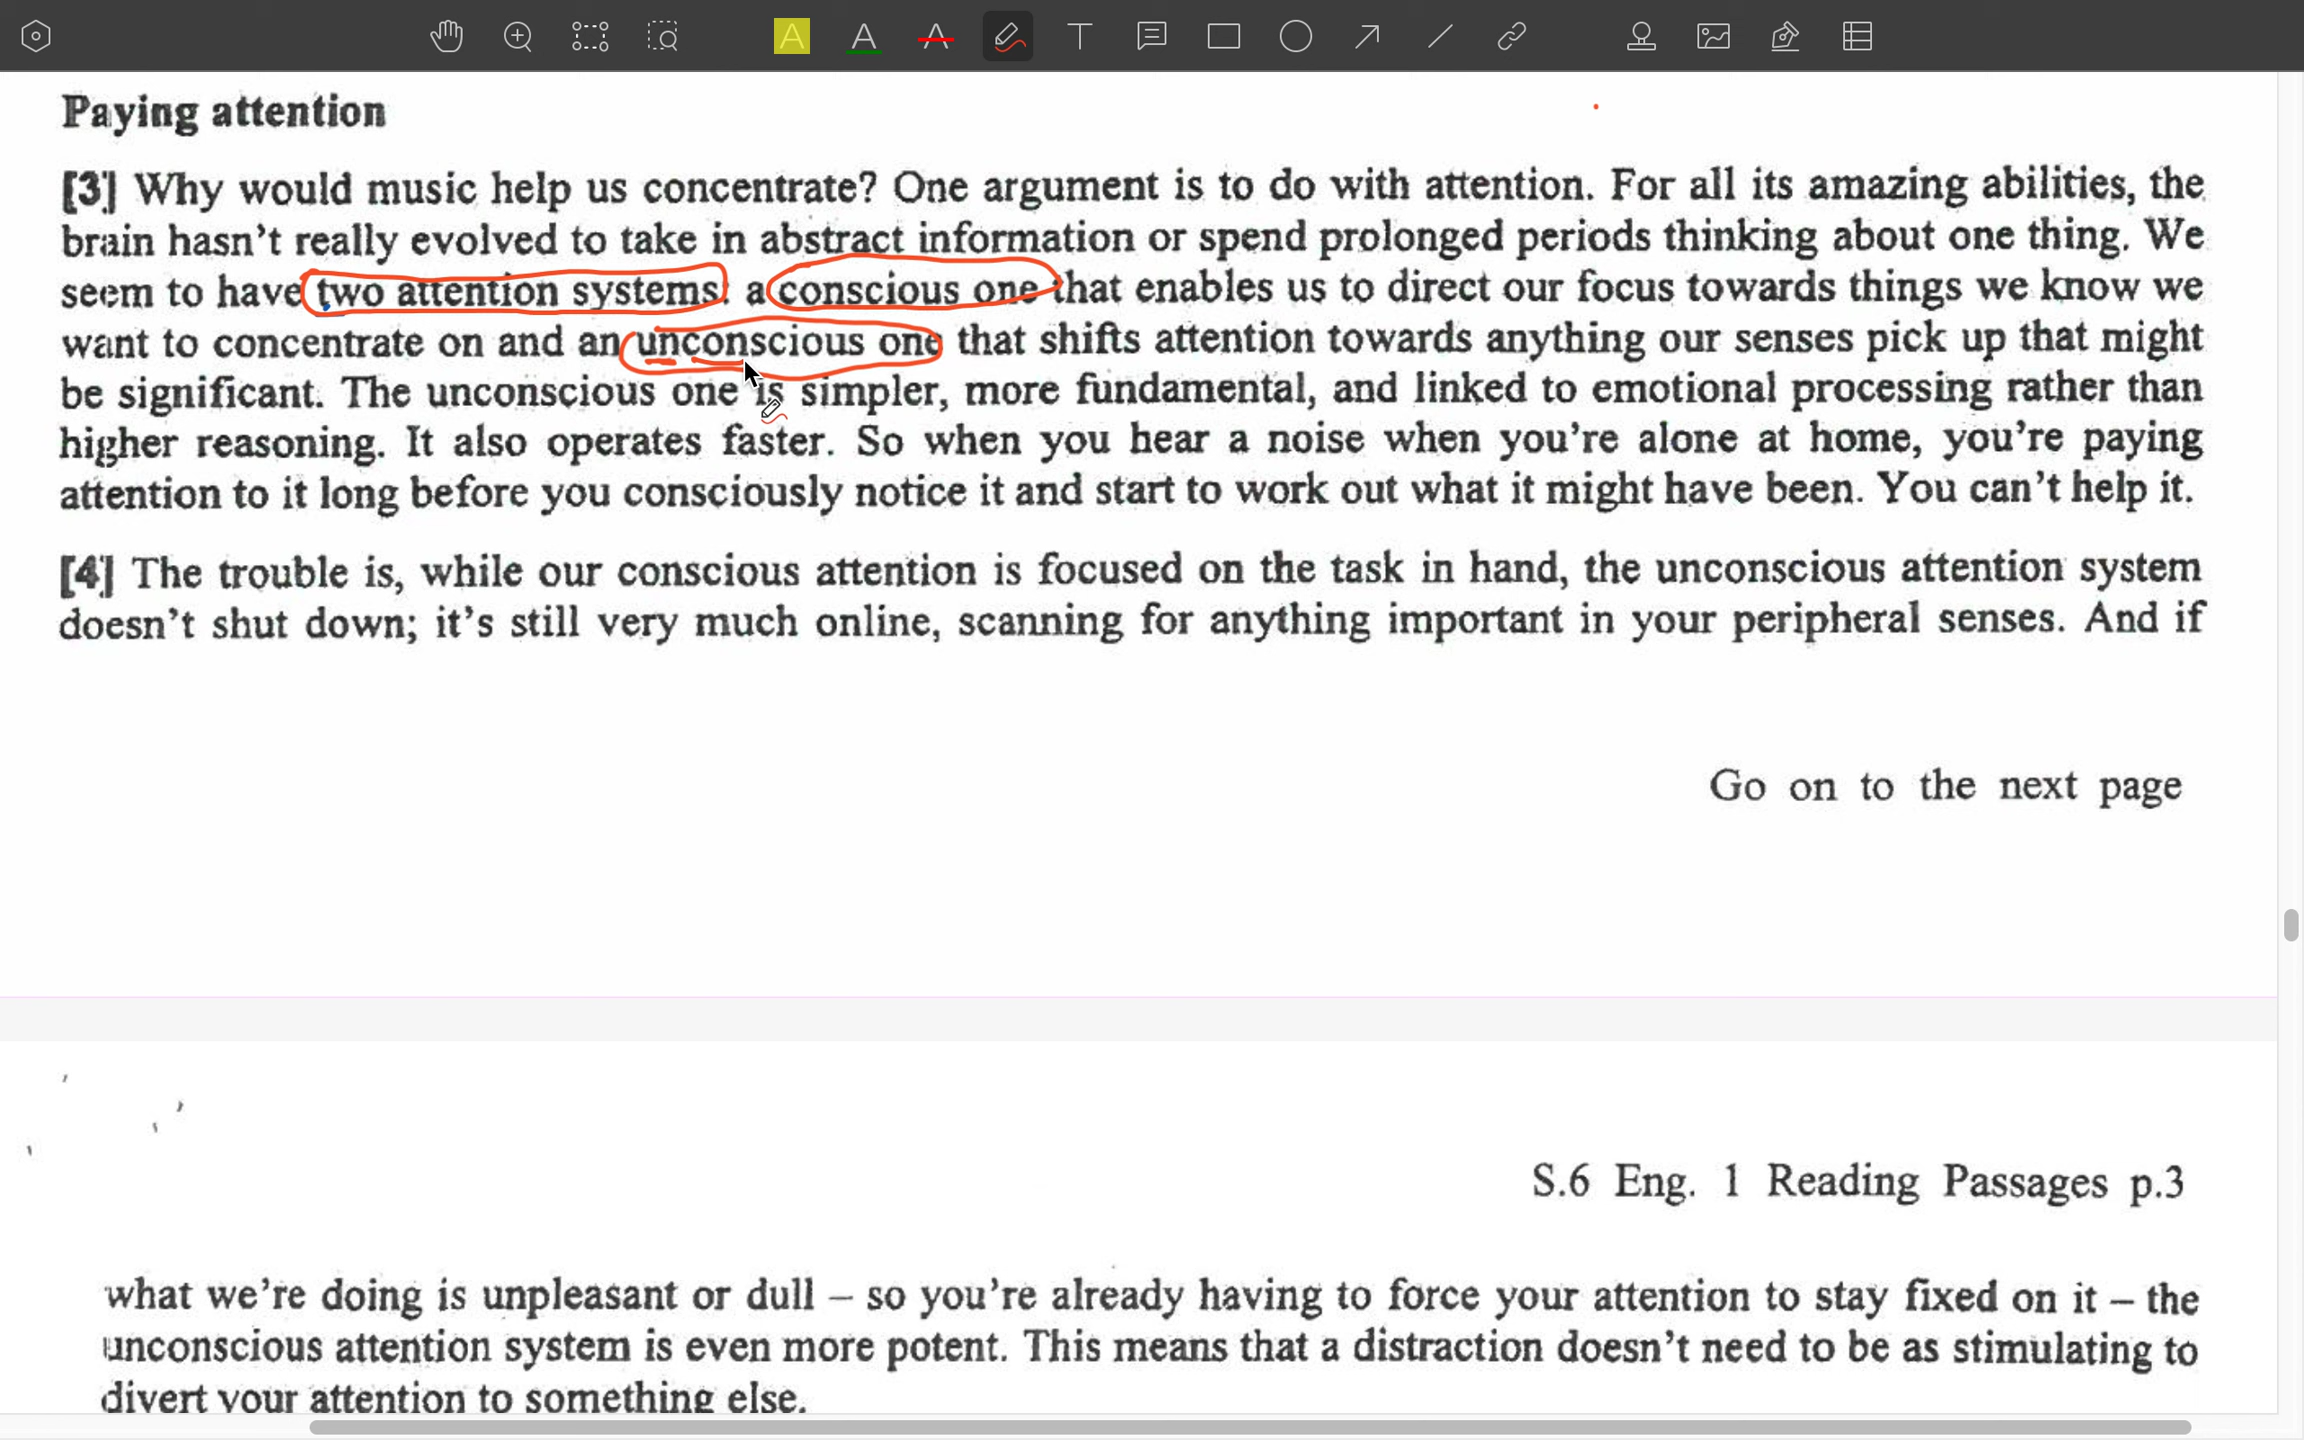 Paying attention
[3] Why would music help us concentrate? One argument is to do with attention. For all its amazing abilities, the
brain hasn't really evolved to take in abstract information or spend prolonged periods thinking about one thing. We
seem to have two attention systems: a conscious one that enables us to direct our focus towards things we know we
want to concentrate on and an unconscious one that shifts attention towards anything our senses pick up that might
be significant. The unconscious one is simpler, more fundamental, and linked to emotional processing rather than
higher reasoning. It also operates faster. So when you hear a noise when you're alone at home, you're paying
attention to it long before you consciously notice it and start to work out what it might have been. You can't help it.
[4] The trouble is, while our conscious attention is focused on the task in hand, the unconscious attention system
doesn't shut down; it's still very much online, scanning for anything important in your peripheral senses. And if
Go on to the next page
S.6 Eng. 1 Reading Passages p.3
what we're doing is unpleasant or dull – so you're already having to force your attention to stay fixed on it – the
unconscious attention system is even more potent. This means that a distraction doesn't need to be as stimulating to
divert your attention to something else.